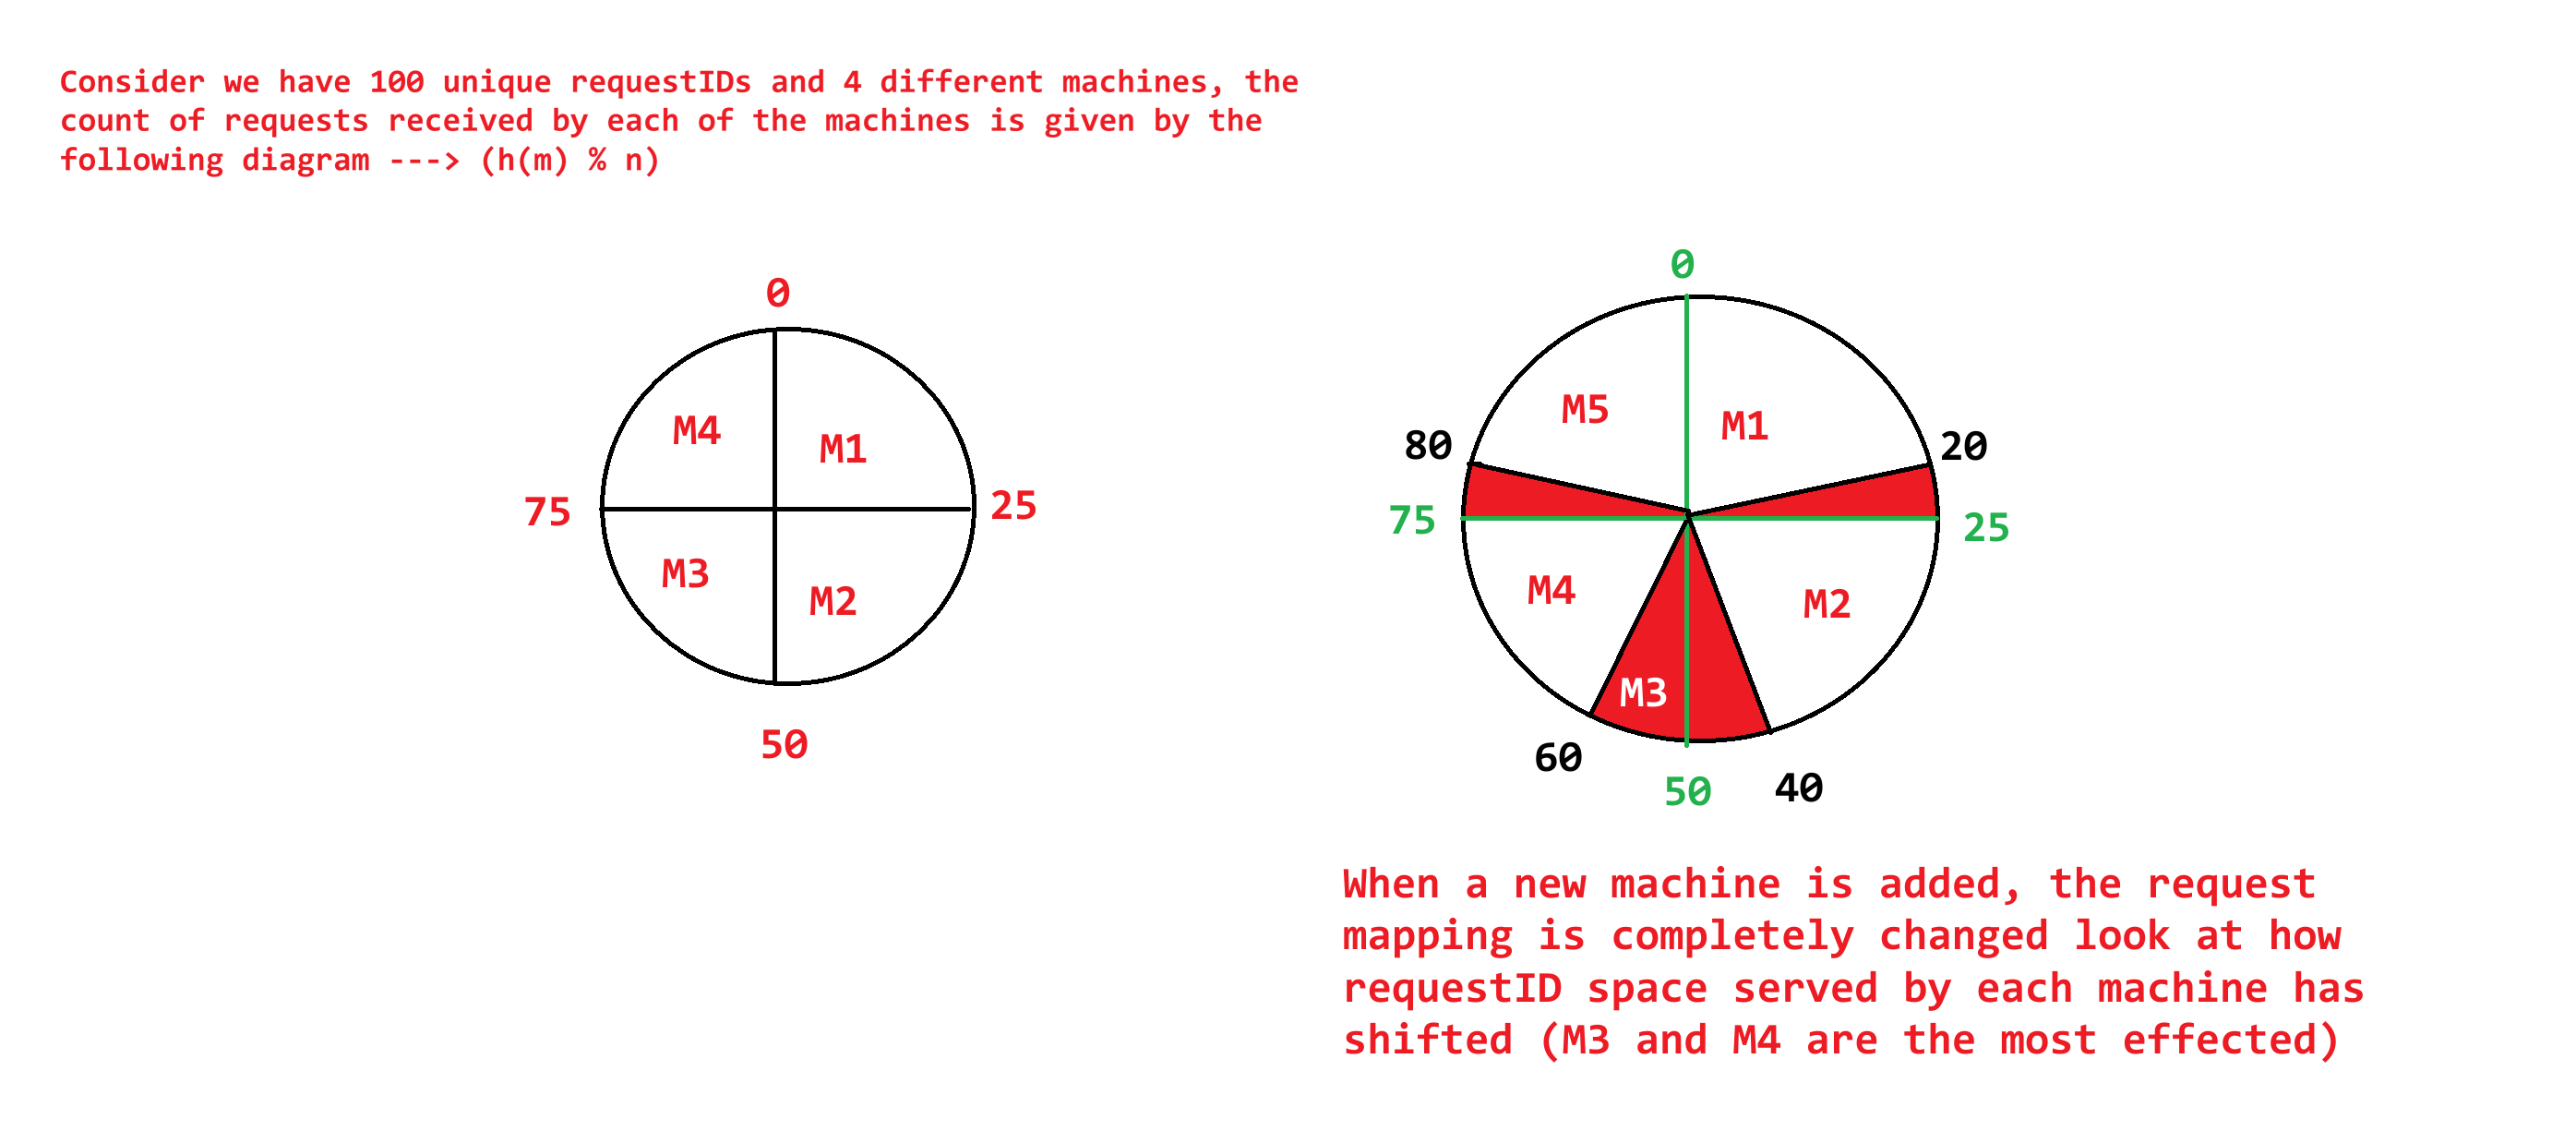 Consider we have 100 unique requestIDs and 4 different machines, the
count of requests received by each of the machines is given by the
following diagram ---> (h(m) % n)
0
M4
M1
75
25
M3
M2
50
0
M5
M1
80
20
75
25
M4
M2
M3
60
50
40
When a new machine is added, the request
mapping is completely changed look at how
requestID space served by each machine has
shifted (M3 and M4 are the most effected)